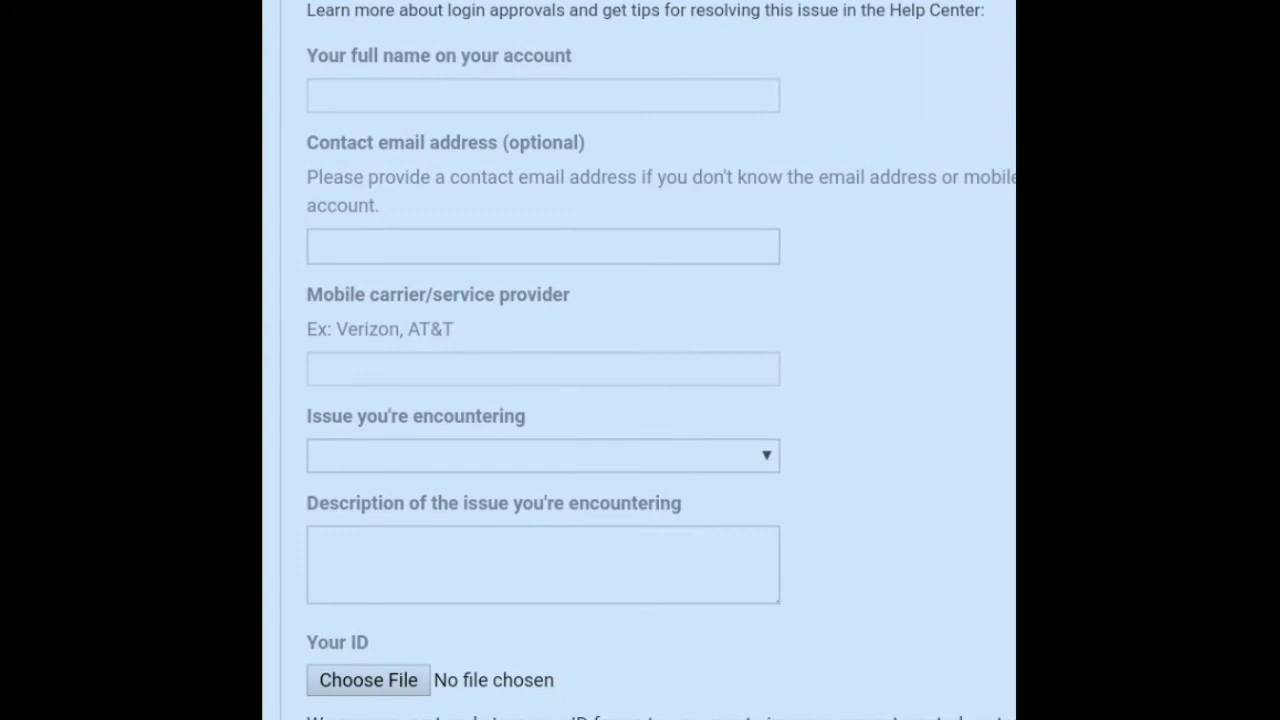 Learn more about login approvals and get tips for resolving this issue in the Help Center:
Your full name on your account
Contact email address (optional)
Please provide a contact email address if you don't know the email address or mobile
account.
Mobile carrier/service provider
Ex: Verizon, AT&T
Issue you're encountering
Description of the issue you're encountering
Your ID
Choose File No file chosen